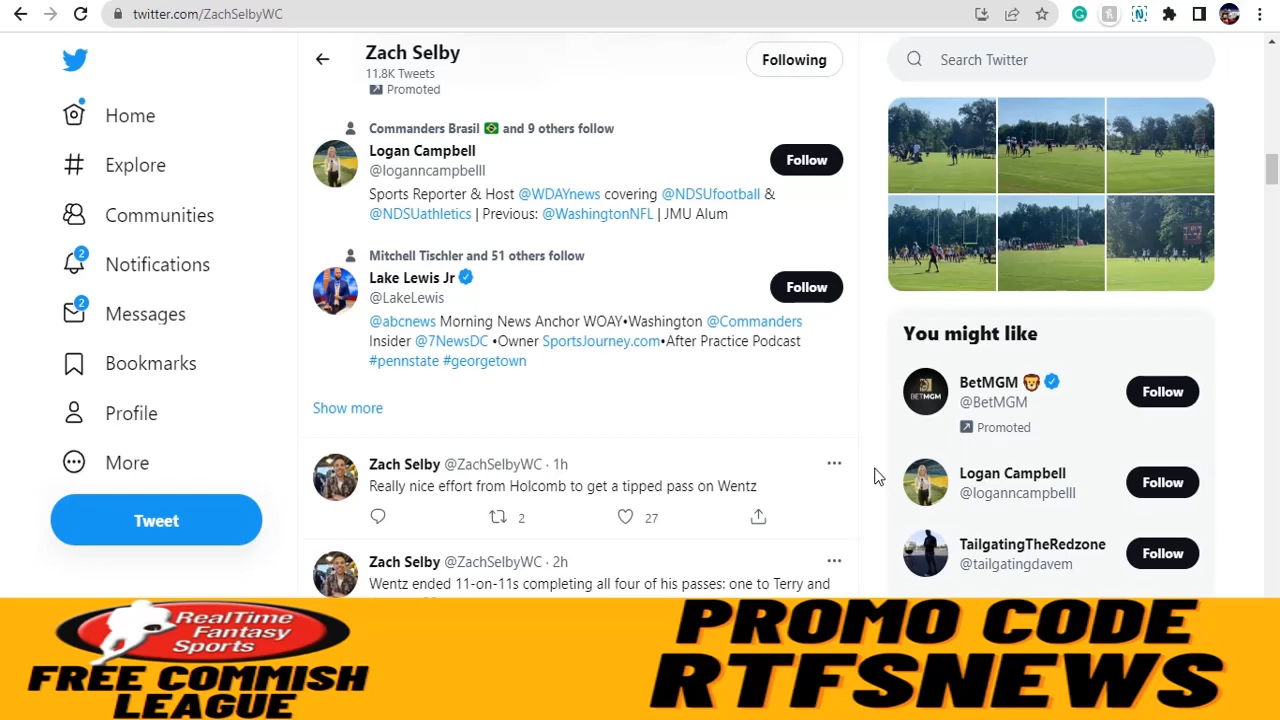 twitter.com/ZachSelbyWC
Home
Explore
Communities
2
Notifications
2
Messages
Bookmarks
Profile
More
Tweet
Zach Selby
11.8K Tweets
Following
Promoted
Commanders Brasil 🇧🇷 and 9 others follow
Logan Campbell
@loganncampbelll
Follow
Sports Reporter & Host @WDAYnews covering @NDSUfootball &
@NDSUathletics | Previous: @WashingtonNFL | JMU Alum
Mitchell Tischler and 51 others follow
Lake Lewis Jr
@LakeLewis
Follow
@abcnews Morning News Anchor WOAY•Washington @Commanders
Insider @7NewsDC •Owner SportsJourney.com•After Practice Podcast
#pennstate #georgetown
Show more
Zach Selby @ZachSelbyWC · 1h
Really nice effort from Holcomb to get a tipped pass on Wentz
2
27
Zach Selby @ZachSelbyWC · 2h
Wentz ended 11-on-11s completing all four of his passes: one to Terry and
Search Twitter
You might like
BetMGM 🦁
@BetMGM
Follow
Promoted
Logan Campbell
@loganncampbelll
Follow
TailgatingTheRedzone
@tailgatingdavem
Follow
RealTime
Fantasy
Sports
FREE COMMISH
LEAGUE
PROMO CODE
RTFSNEWS